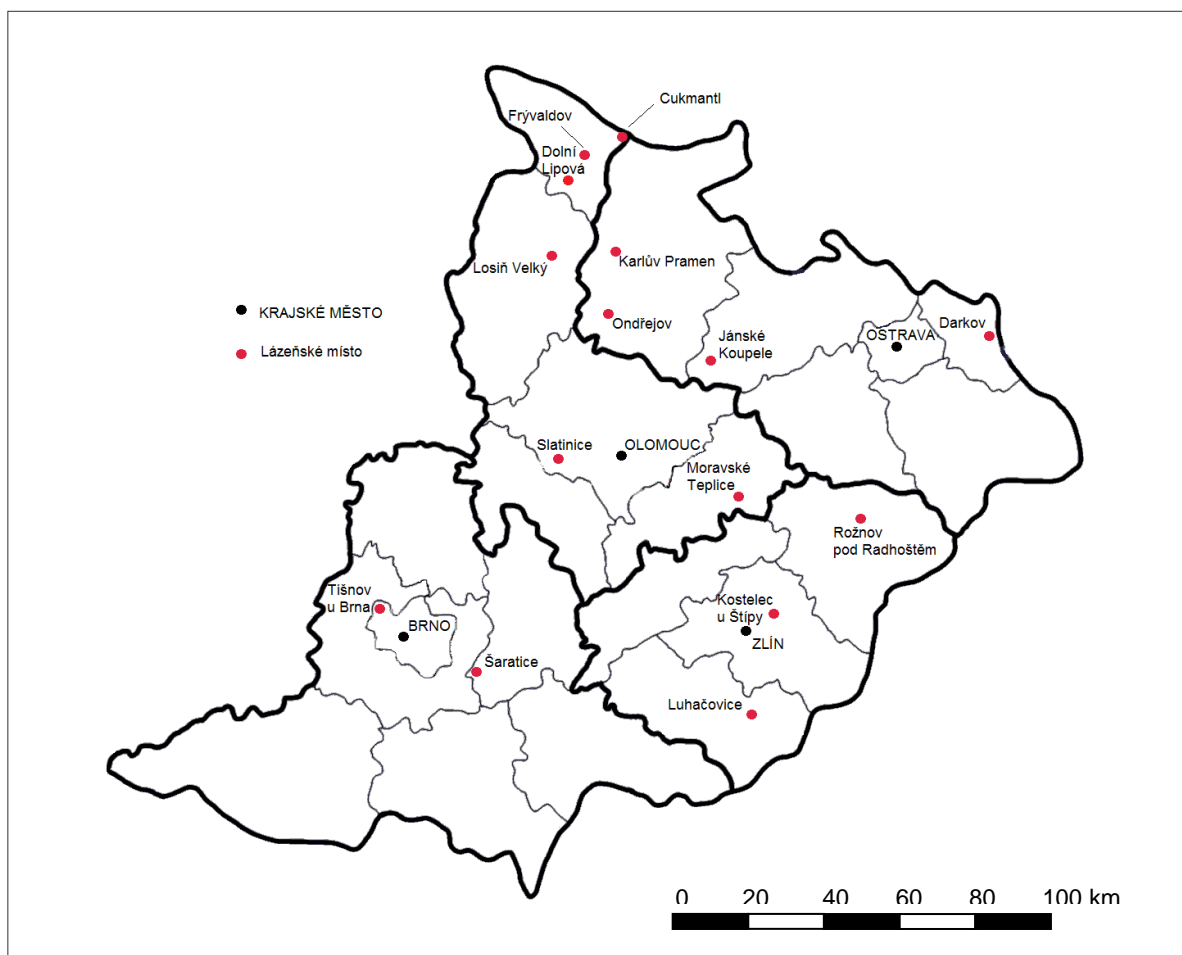 Cukmantl
Frývaldov
Dolní
Lipová
Losiň Velký
Karlův Pramen
KRAJSKÉ MĚSTO
Ondřejov
Lázeňské místo
Jánské
Koupele
OSTRAVA
Darkov
Slatinice
OLOMOUC
Moravské
Teplice
Rožnov
pod Radhoštěm
Tišnov
u Brna
BRNO
Kostelec
u Štípy
ZLÍN
Šaratice
Luhačovice
0 20 40 60 80 100 km